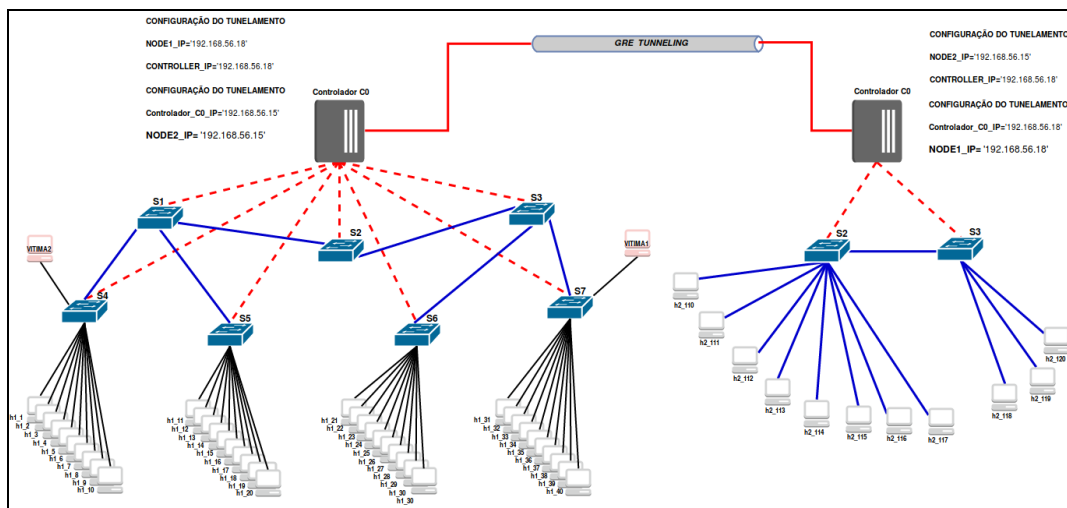 CONFIGURAÇÃO DO TUNELAMENTO
NODE1_IP='192.168.56.18'
CONTROLLER_IP='192.168.56.18'
CONFIGURAÇÃO DO TUNELAMENTO
Controlador_C0_IP='192.168.56.15'
NODE2_IP= '192.168.56.15'
GRE TUNNELING
CONFIGURAÇÃO DO TUNELAMENTO
NODE2_IP='192.168.56.15'
CONTROLLER_IP='192.168.56.18'
CONFIGURAÇÃO DO TUNELAMENTO
Controlador_C0_IP='192.168.56.18'
NODE1_IP= '192.168.56.18'
Controlador C0
Controlador C0
S1
S2
S3
VITIMA2
VITIMA1
S4
S5
S6
S7
S2
S3
h1_1
h1_2
h1_3
h1_4
h1_5
h1_6
h1_7
h1_8
h1_9
h1_10
h1_11
h1_12
h1_13
h1_14
h1_15
h1_16
h1_17
h1_18
h1_19
h1_20
h1_21
h1_22
h1_23
h1_24
h1_25
h1_26
h1_27
h1_28
h1_29
h1_30
h1_30
h1_31
h1_32
h1_33
h1_34
h1_35
h1_36
h1_37
h1_38
h1_39
h1_40
h2_110
h2_111
h2_112
h2_113
h2_114
h2_115
h2_116
h2_117
h2_118
h2_119
h2_120